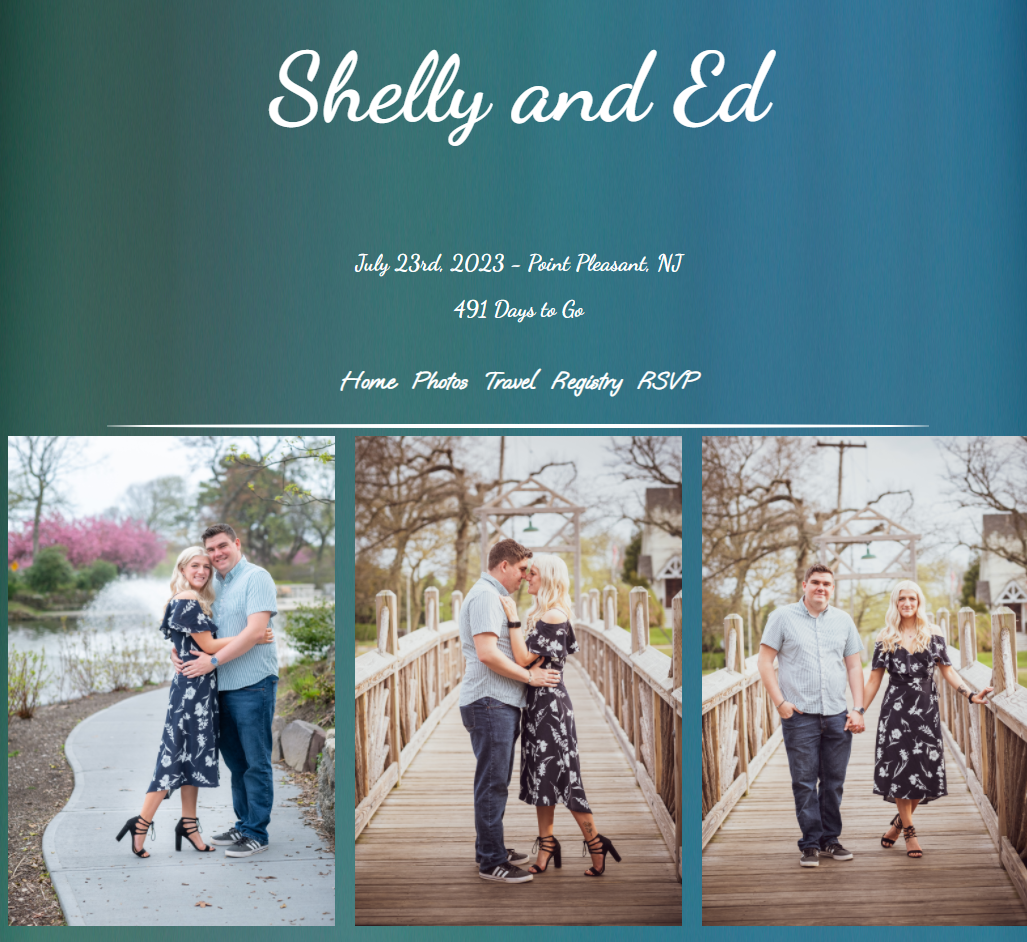 Shelly and Ed
July 23rd, 2023 - Point Pleasant, NJ
491 Days to Go
Home Photos Travel Registry RSVP